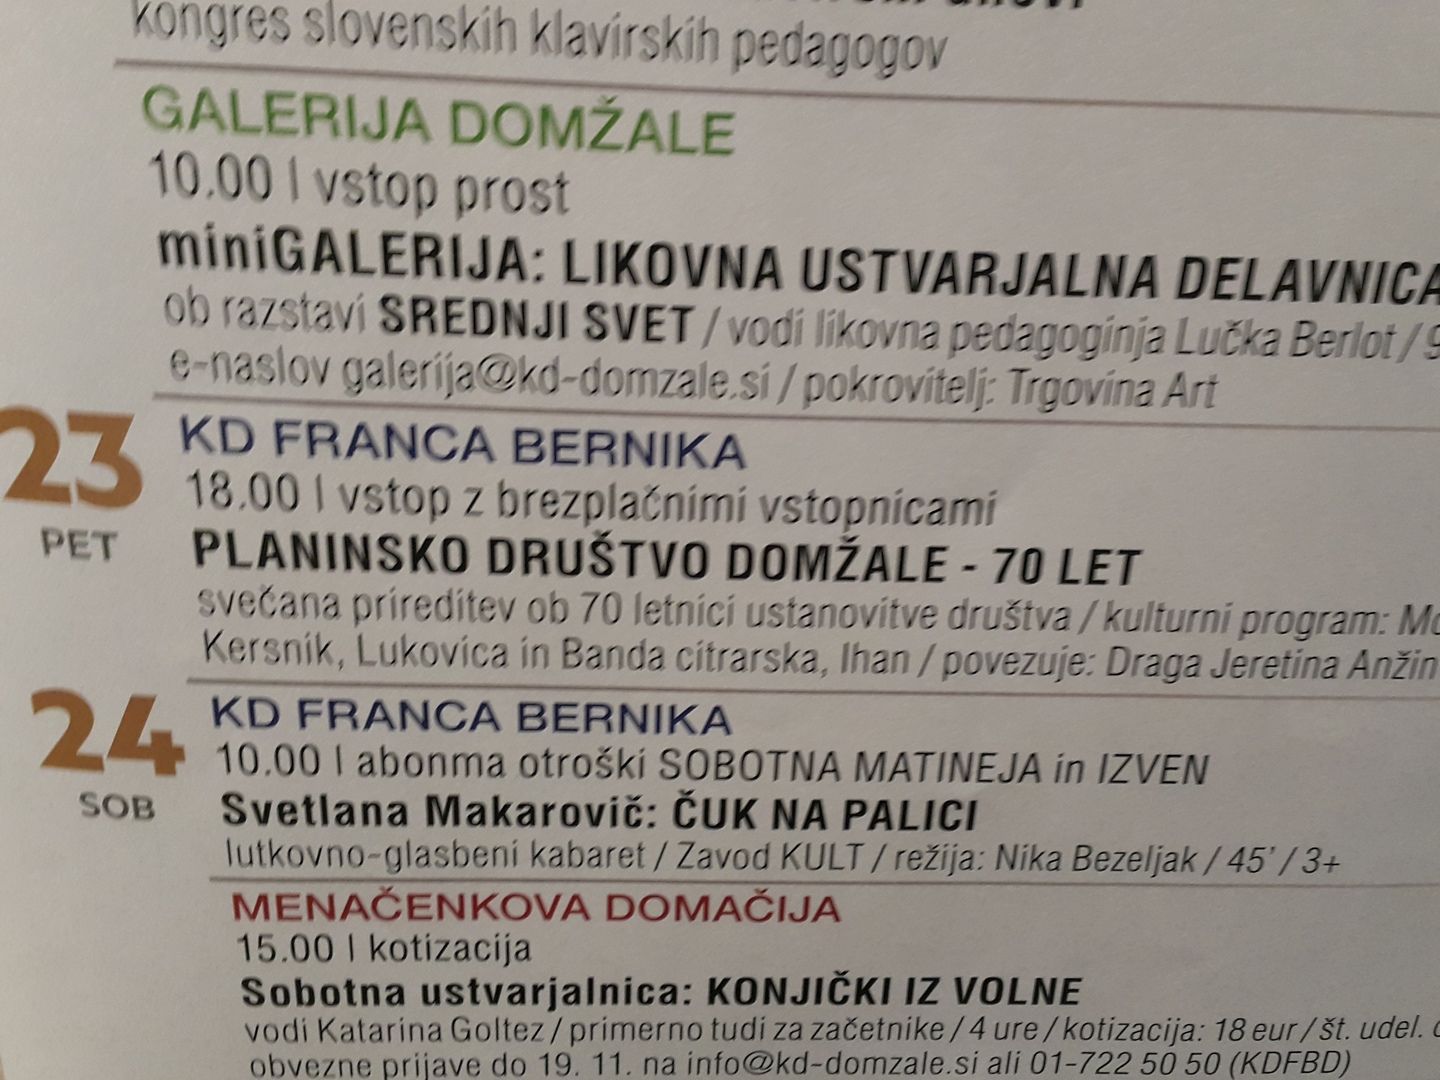 kongres slovenskih klavirskih pedagogov
GALERIJA DOMŽALE
10.00 | vstop prost
miniGALERIJA: LIKOVNA USTVARJALNA DELAVNICA
ob razstavi SREDNJI SVET / vodi likovna pedagoginja Lučka Berlot / 9
e-naslov galerija@kd-domzale.si / pokrovitelj: Trgovina Art
23
PET
KD FRANCA BERNIKA
18.00 | vstop z brezplačnimi vstopnicami
PLANINSKO DRUŠTVO DOMŽALE - 70 LET
svečana prireditev ob 70 letnici ustanovitve društva / kulturni program:
Kersnik, Lukovica in Banda citrarska, Ihan / povezuje: Draga Jeretina Anžin
24
SOB
KD FRANCA BERNIKA
10.00 | abonma otroški SOBOTNA MATINEJA in IZVEN
Svetlana Makarovič: ČUK NA PALICI
lutkovno-glasbeni kabaret / Zavod KULT / režija: Nika Bezeljak / 45' / 3+
MENAČENKOVA DOMAČIJA
15.00 | kotizacija
Sobotna ustvarjalnica: KONJIČKI IZ VOLNE
vodi Katarina Goltez / primerno tudi za začetnike / 4 ure / kotizacija: 18 eur / št. udel.
obvezne prijave do 19. 11. na info@kd-domzale.si ali 01-722 50 50 (KDFBD)